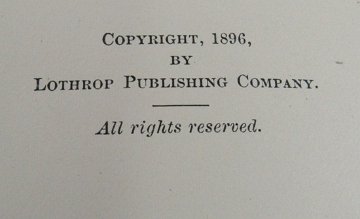 COPYRIGHT, 1896,
BY
LOTHROP PUBLISHING COMPANY.
All rights reserved.